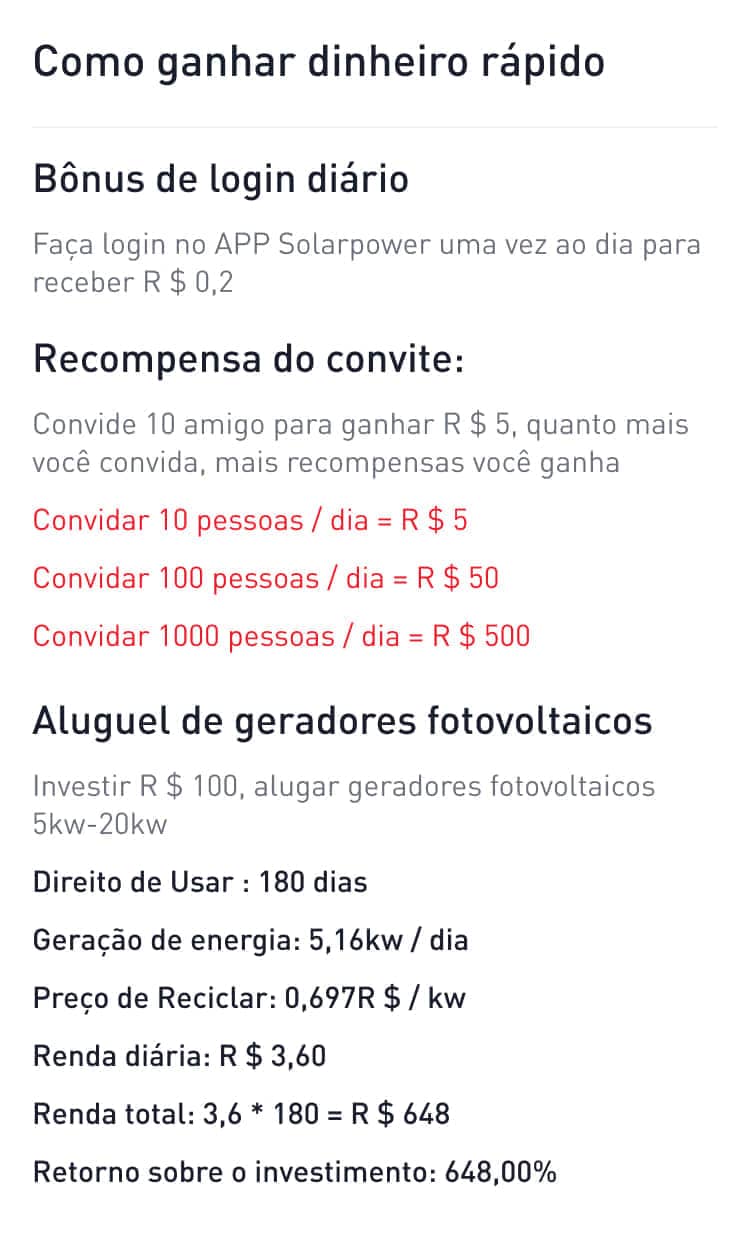 Como ganhar dinheiro rápido
Bônus de login diário
Faça login no APP Solarpower uma vez ao dia para
receber R $ 0,2
Recompensa do convite:
Convide 10 amigo para ganhar R $ 5, quanto mais
você convida, mais recompensas você ganha
Convidar 10 pessoas / dia = R $ 5
Convidar 100 pessoas / dia = R $ 50
Convidar 1000 pessoas / dia = R $ 500
Aluguel de geradores fotovoltaicos
Investir R $ 100, alugar geradores fotovoltaicos
5kw-20kw
Direito de Usar : 180 dias
Geração de energia: 5,16kw / dia
Preço de Reciclar: 0,697R $ / kw
Renda diária: R $ 3,60
Renda total: 3,6 * 180 = R $ 648
Retorno sobre o investimento: 648,00%